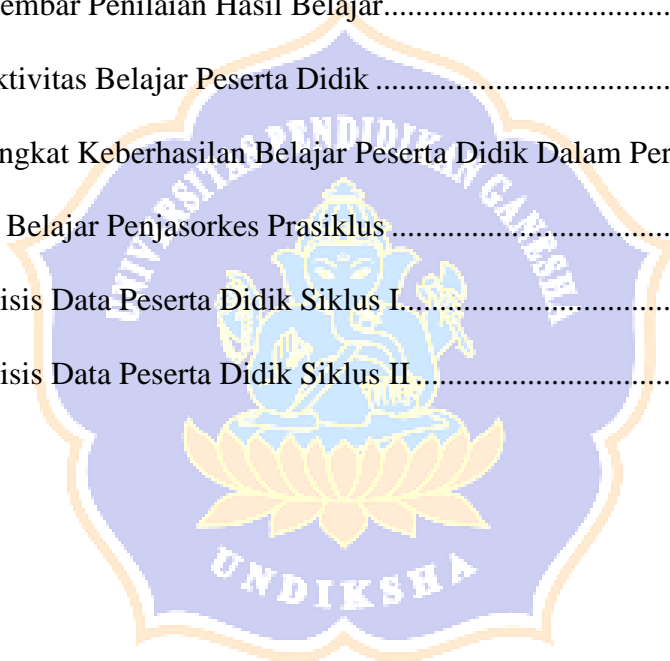 embar Penilaian Hasil Belajar
ktivitas Belajar Peserta Didik
UNIVERSITAS PENDIDIKAN GANESHA
ngkat Keberhasilan Belajar Peserta Didik Dalam Per
Belajar Penjasorkes Prasiklus
isis Data Peserta Didik Siklus I
isis Data Peserta Didik Siklus II
UNDIKSHA